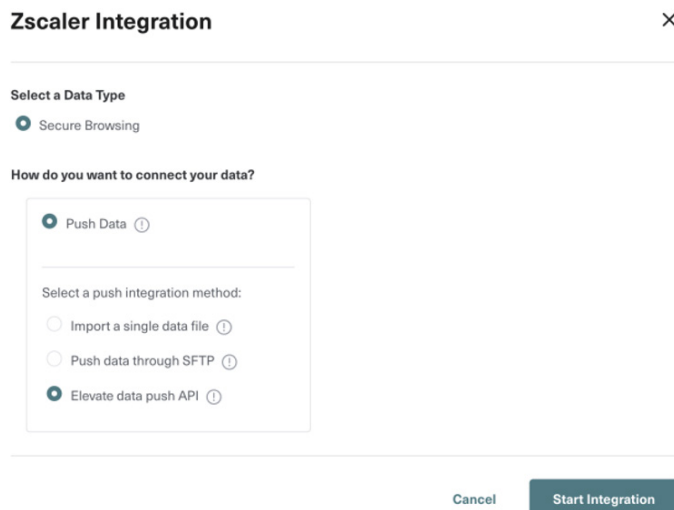 Zscaler Integration
Select a Data Type
Secure Browsing
How do you want to connect your data?
Push Data
Select a push integration method:
Import a single data file
Push data through SFTP
Elevate data push API
Cancel
Start Integration